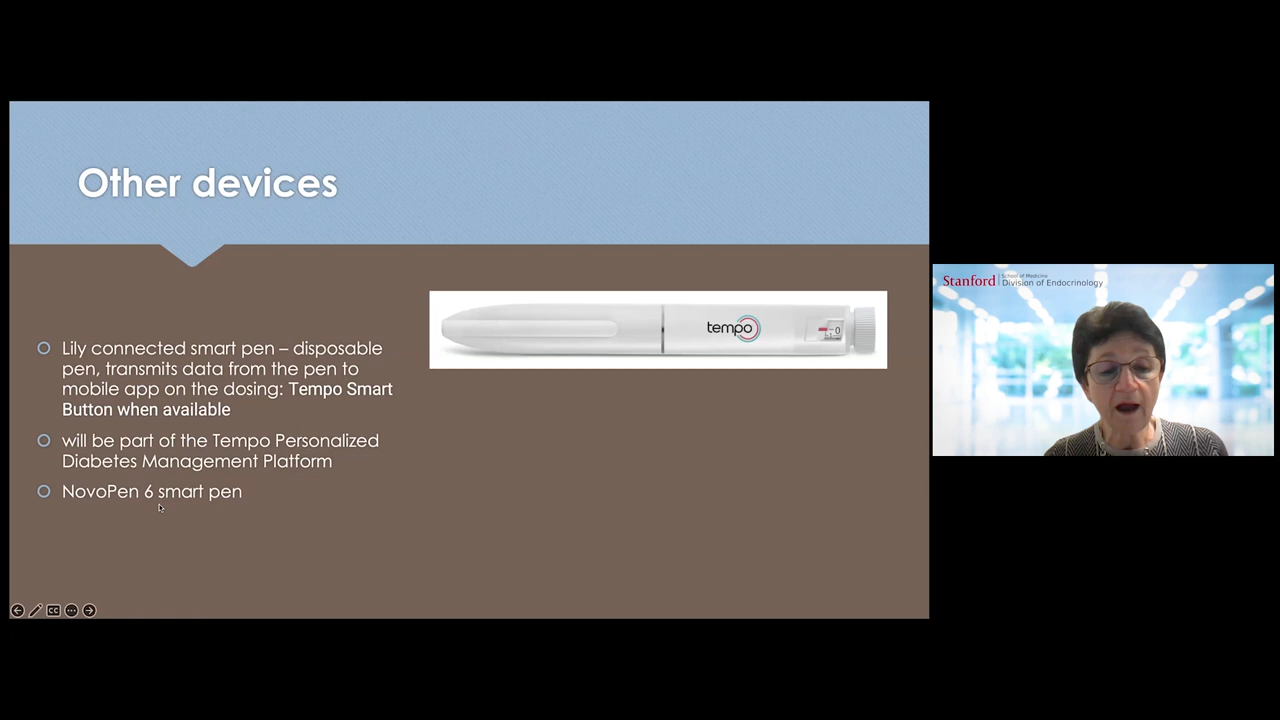 Other devices
Lily connected smart pen – disposable
pen, transmits data from the pen to
mobile app on the dosing: Tempo Smart
Button when available
will be part of the Tempo Personalized
Diabetes Management Platform
NovoPen 6 smart pen
tempo
0
CC
Stanford
School of Medicine
Division of Endocrinology